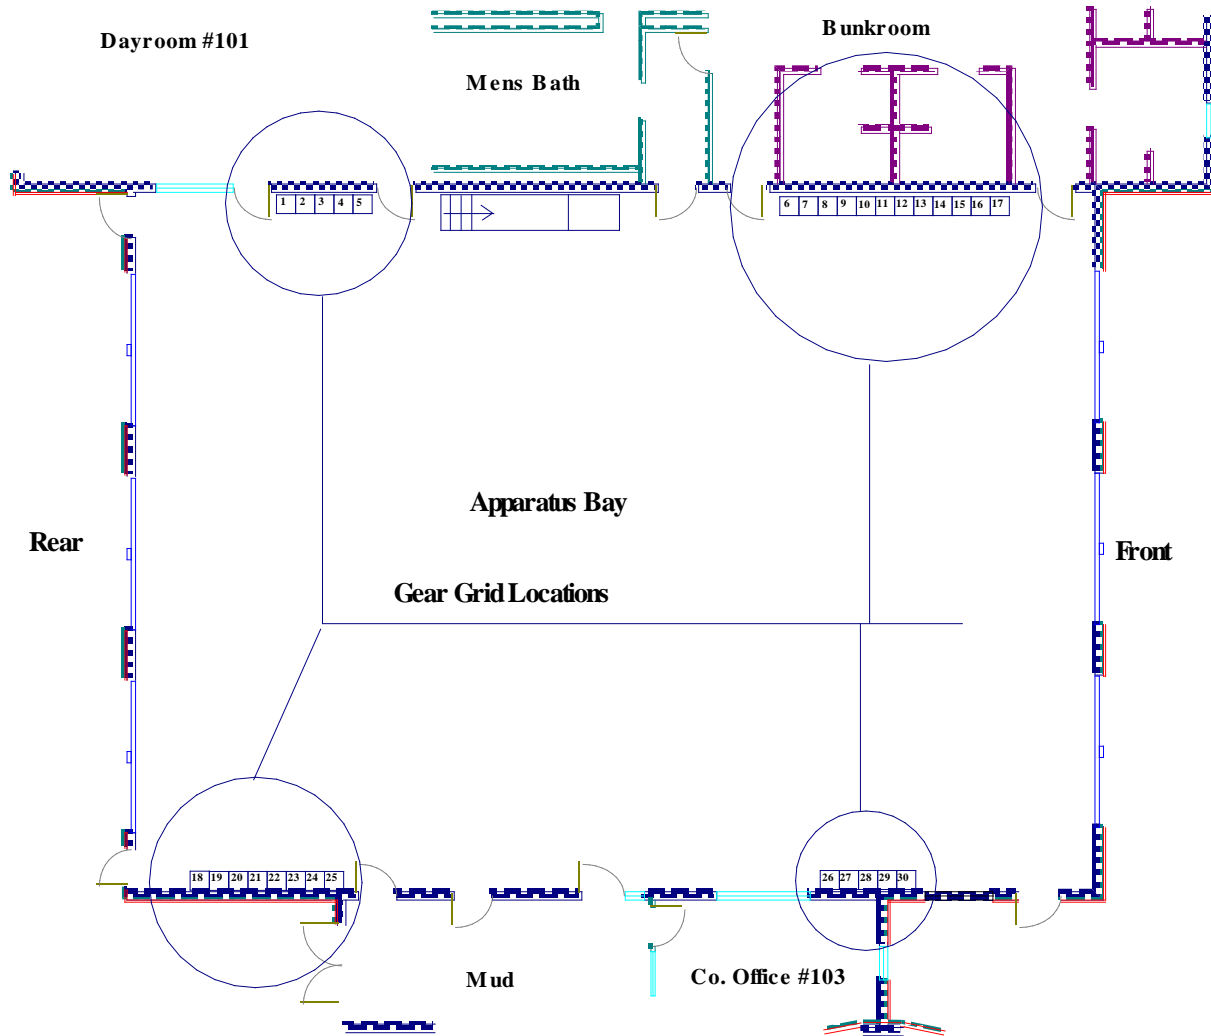 Dayroom #101
Bunkroom
Mens Bath
1 2 3 4 5
6 7 8 9 10 11 12 13 14 15 16 17
Apparatus Bay
Rear
Front
Gear Grid Locations
18 19 20 21 22 23 24 25
26 27 28 29 30
Mud
Co. Office #103